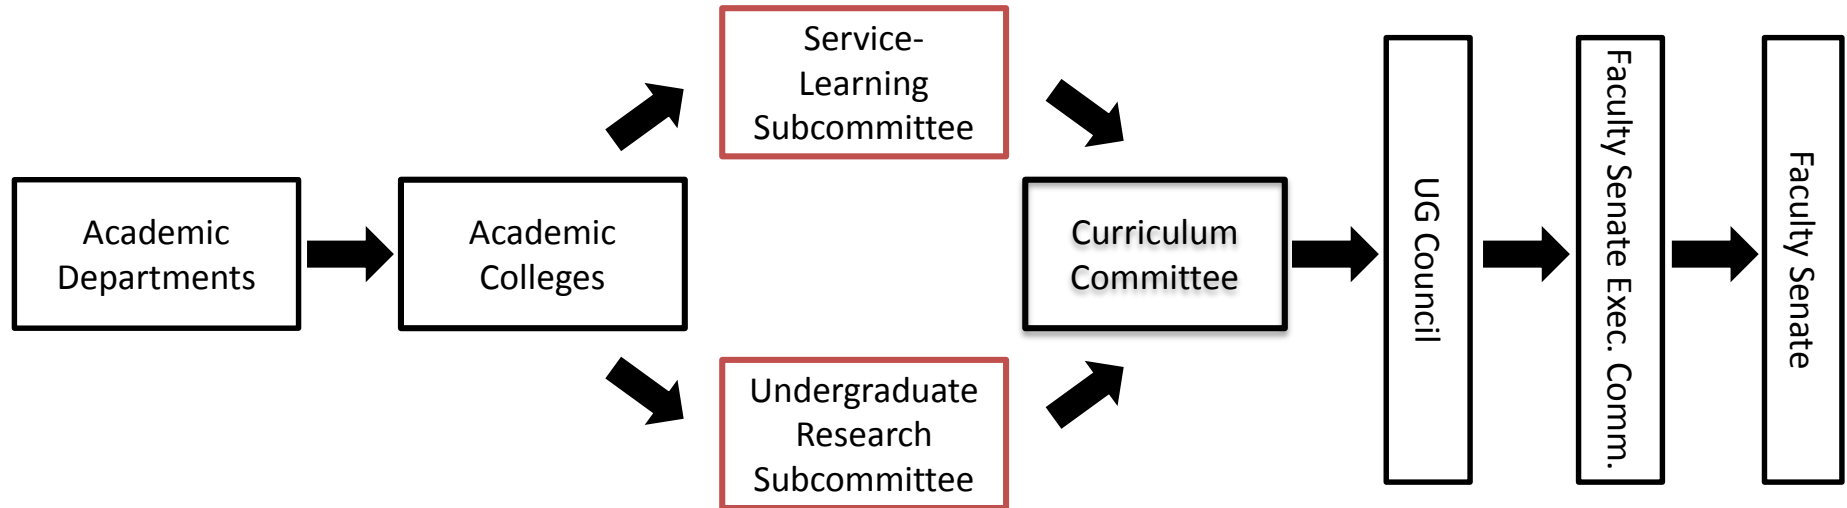 Academic
Departments
Academic
Colleges
Service-
Learning
Subcommittee
Undergraduate
Research
Subcommittee
Curriculum
Committee
UG Council
Faculty Senate Exec. Comm.
Faculty Senate